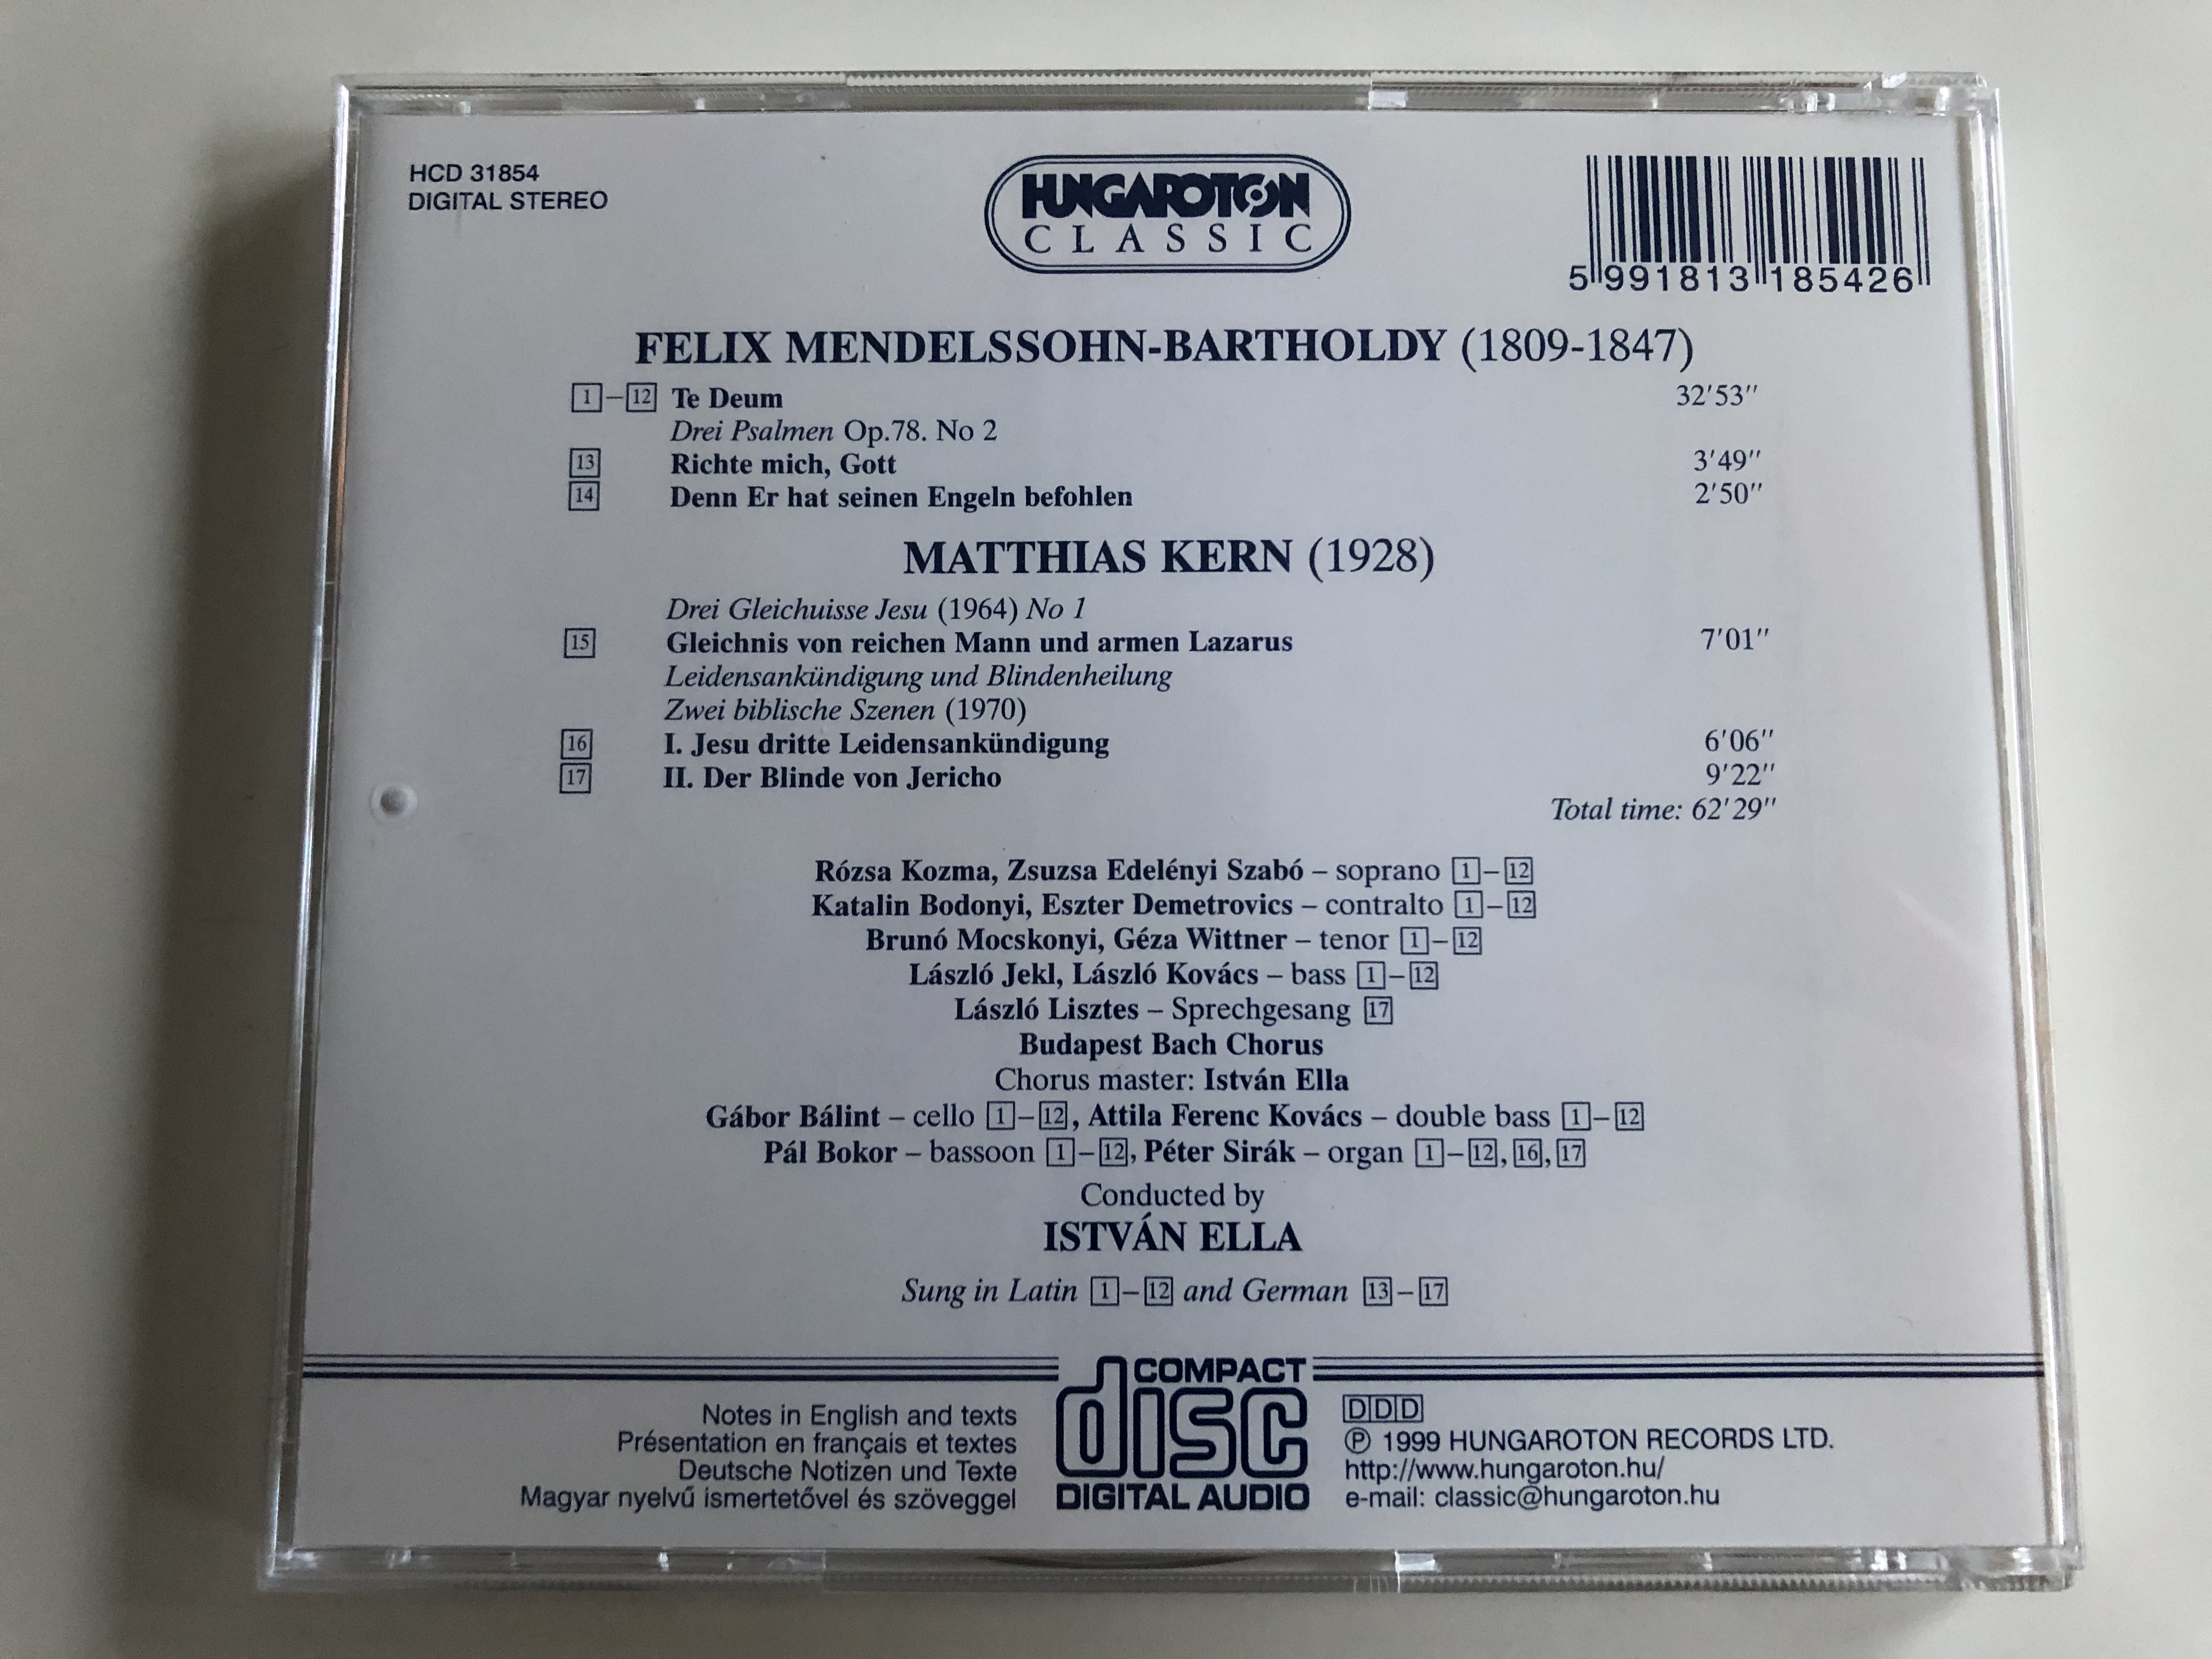 HCD 31854
DIGITAL STEREO
HUNGAROTON
CLASSIC
5 991813 185426
FELIX MENDELSSOHN-BARTHOLDY (1809-1847)
1–12 Te Deum 32'53"
Drei Psalmen Op.78. No 2
13 Richte mich, Gott 3'49"
14 Denn Er hat seinen Engeln befohlen 2'50"
MATTHIAS KERN (1928)
Drei Gleichuisse Jesu (1964) No 1
15 Gleichnis von reichen Mann und armen Lazarus 7'01"
Leidensankündigung und Blindenheilung
Zwei biblische Szenen (1970)
16 I. Jesu dritte Leidensankündigung 6'06"
17 II. Der Blinde von Jericho 9'22"
Total time: 62'29"
Rózsa Kozma, Zsuzsa Edelényi Szabó – soprano 1–12
Katalin Bodonyi, Eszter Demetrovics – contralto 1–12
Brunó Mocskonyi, Géza Wittner – tenor 1–12
László Jekl, László Kovács – bass 1–12
László Lisztes – Sprechgesang 17
Budapest Bach Chorus
Chorus master: István Ella
Gábor Bálint – cello 1–12, Attila Ferenc Kovács – double bass 1–12
Pál Bokor – bassoon 1–12, Péter Sirák – organ 1–12, 16, 17
Conducted by
ISTVÁN ELLA
Sung in Latin 1–12 and German 13–17
Notes in English and texts
Présentation en français et textes
Deutsche Notizen und Texte
Magyar nyelvű ismertetővel és szöveggel
COMPACT
disc
DIGITAL AUDIO
DDD
Ⓟ 1999 HUNGAROTON RECORDS LTD.
http://www.hungaroton.hu/
e-mail: classic@hungaroton.hu